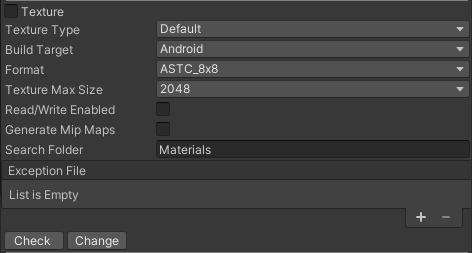 Texture
Texture Type Default
Build Target Android
Format ASTC_8x8
Texture Max Size 2048
Read/Write Enabled
Generate Mip Maps
Search Folder Materials
Exception File
List is Empty
+ −
Check Change